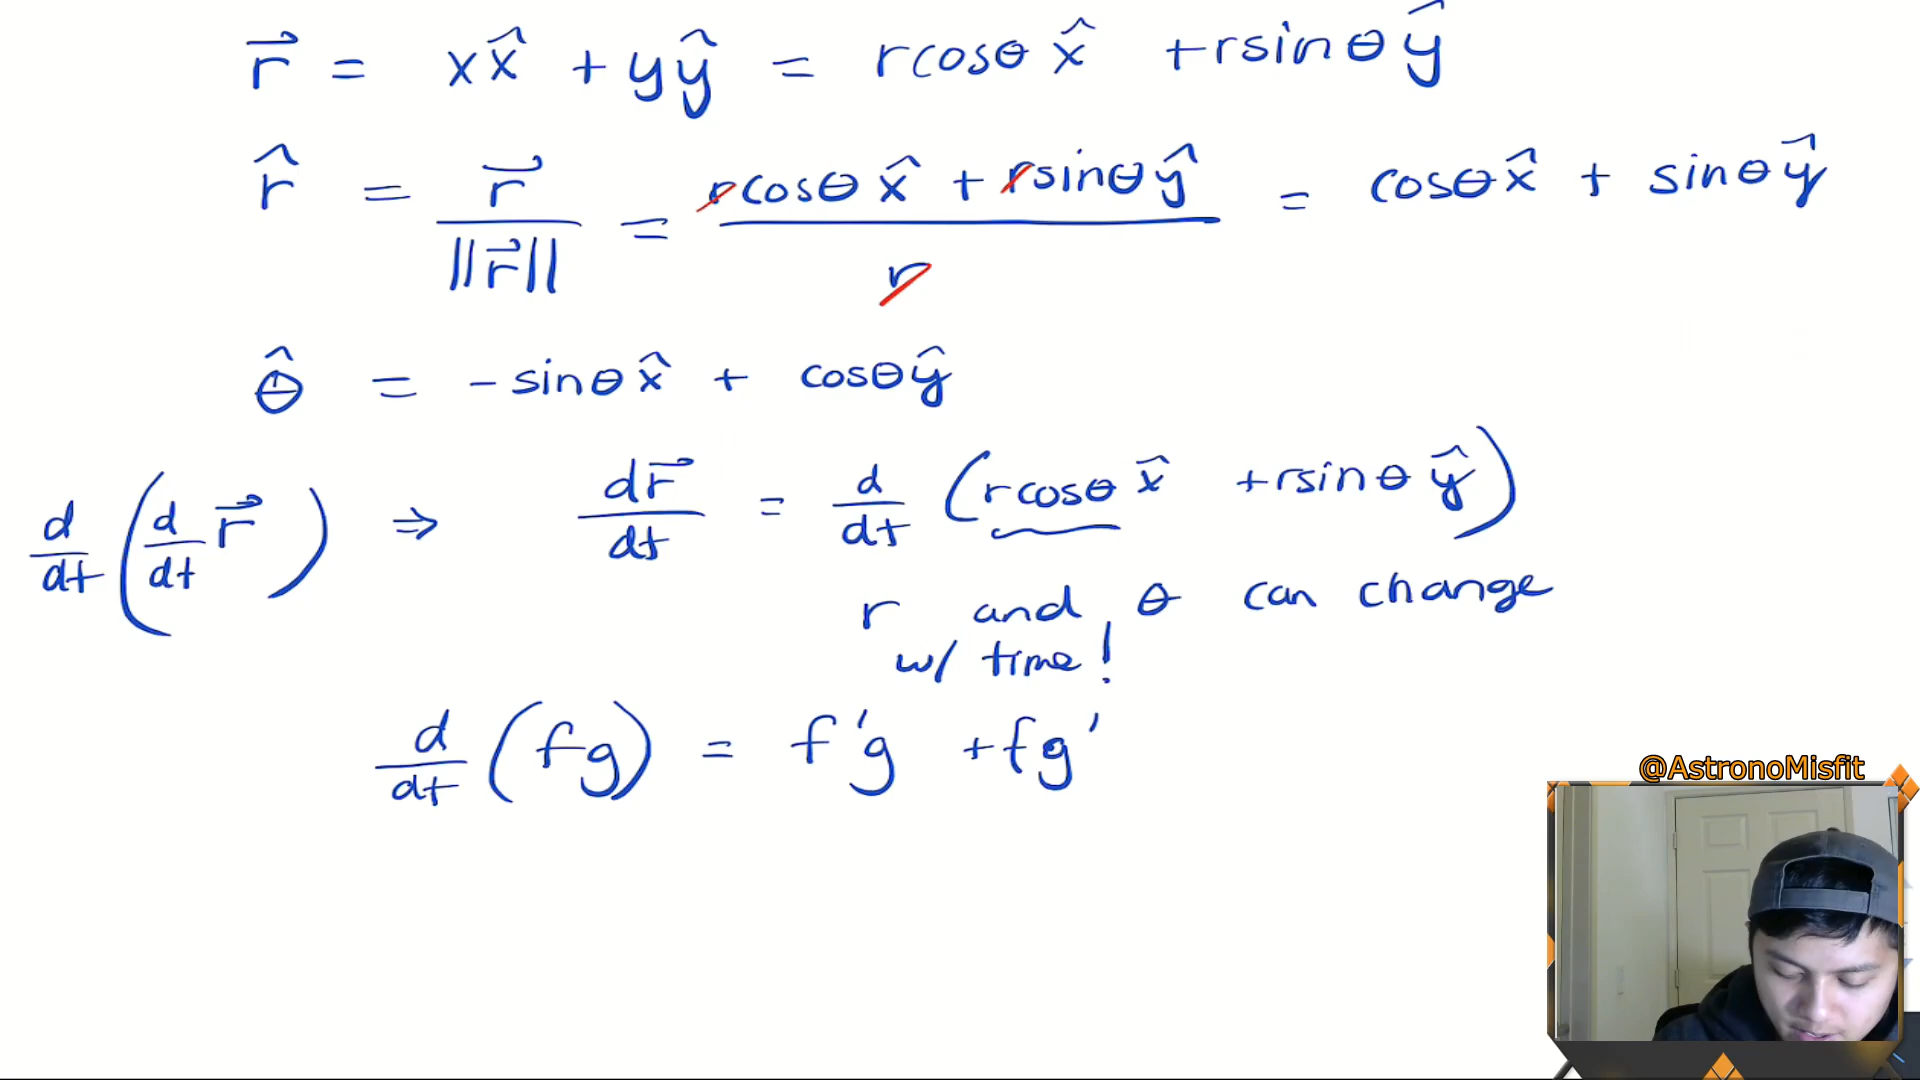 r⃗ = xx̂ + yŷ = rcosθ x̂ + rsinθ ŷ
r̂ = r⃗ / ||r⃗|| = (rcosθ x̂ + rsinθ ŷ) / r = cosθ x̂ + sinθ ŷ
θ̂ = - sinθ x̂ + cosθ ŷ
d/dt (d/dt r⃗) ⇒ dr⃗/dt = d/dt (rcosθ x̂ + rsinθ ŷ)
r and θ can change
w/ time!
d/dt (fg) = f'g + fg'
@AstronoMisfit